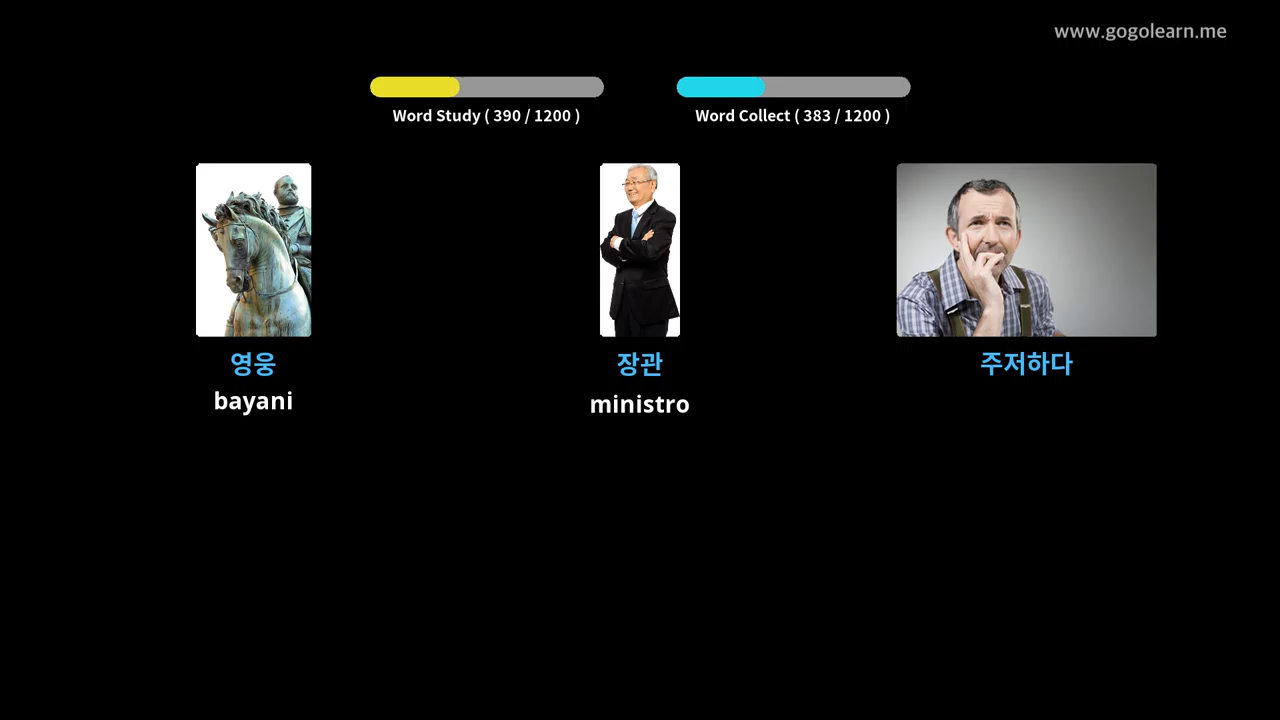 www.gogolearn.me
Word Study ( 390 / 1200 )
Word Collect ( 383 / 1200 )
영웅
bayani
장관
ministro
주저하다